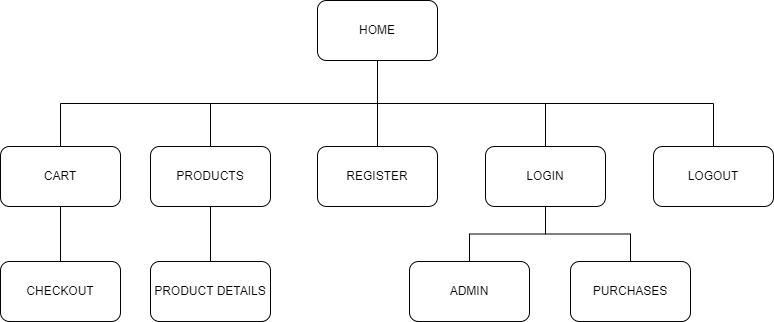 HOME
CART
PRODUCTS
REGISTER
LOGIN
LOGOUT
CHECKOUT
PRODUCT DETAILS
ADMIN
PURCHASES